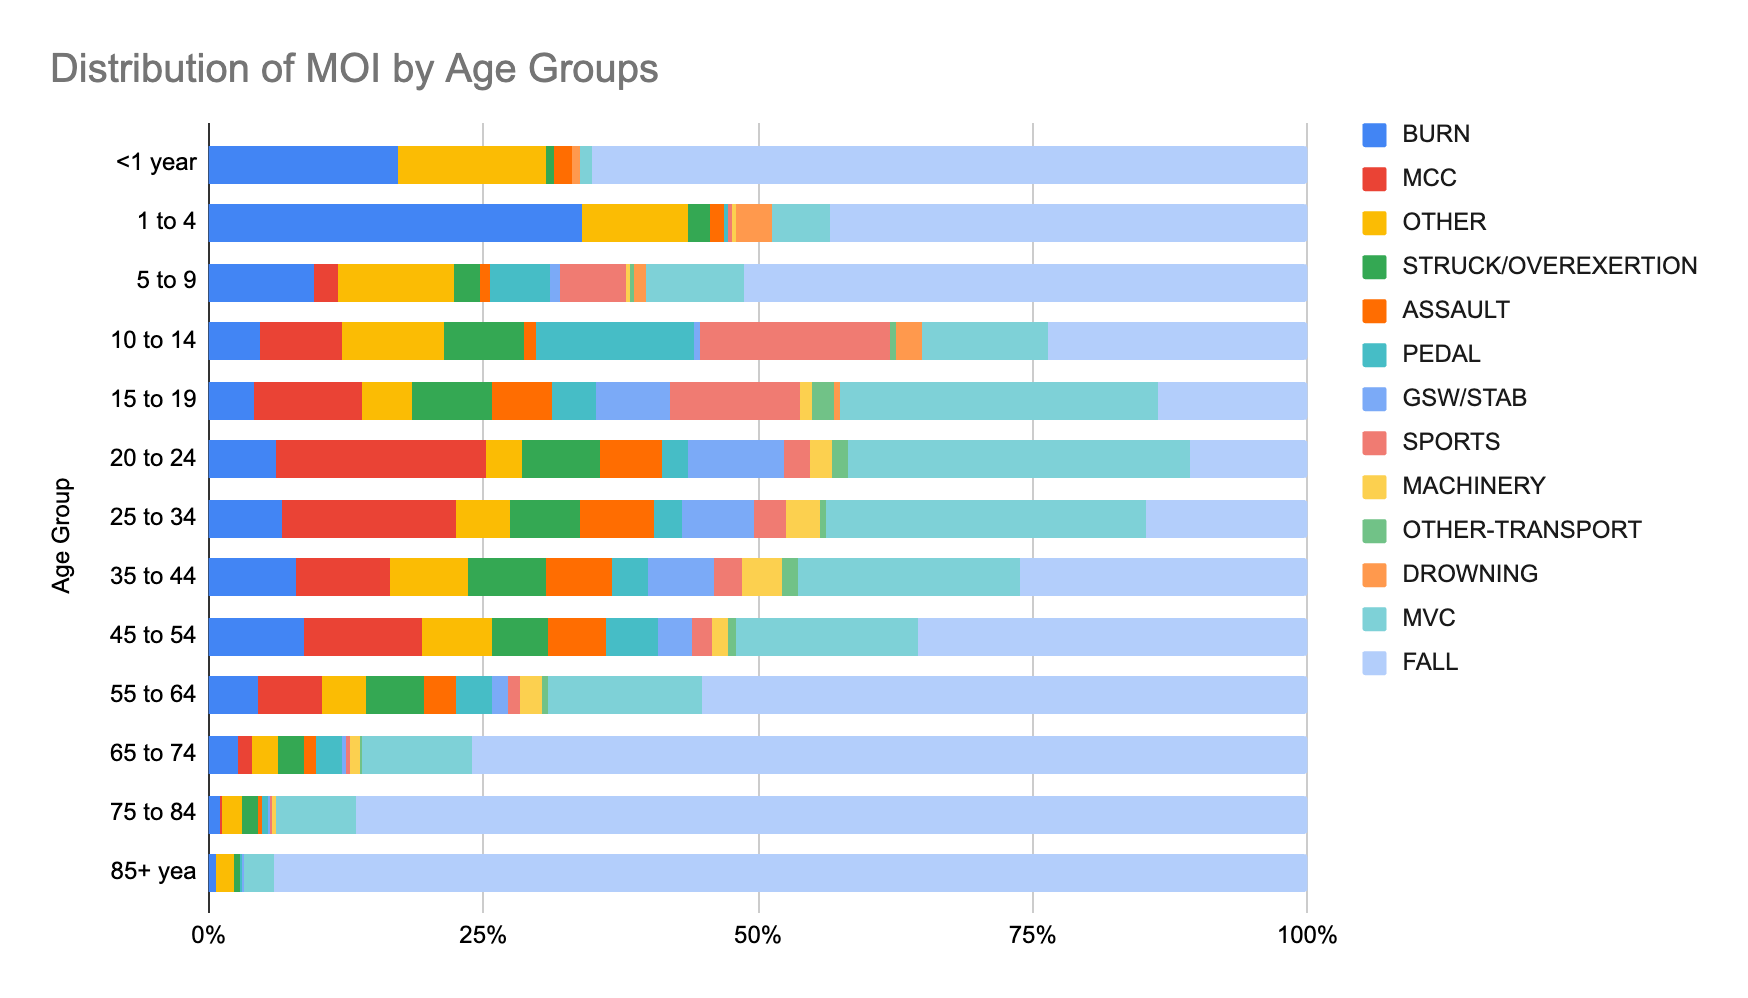 Distribution of MOI by Age Groups
Age Group
<1 year
1 to 4
5 to 9
10 to 14
15 to 19
20 to 24
25 to 34
35 to 44
45 to 54
55 to 64
65 to 74
75 to 84
85+ yea
0% 25% 50% 75% 100%
BURN
MCC
OTHER
STRUCK/OVEREXERTION
ASSAULT
PEDAL
GSW/STAB
SPORTS
MACHINERY
OTHER-TRANSPORT
DROWNING
MVC
FALL